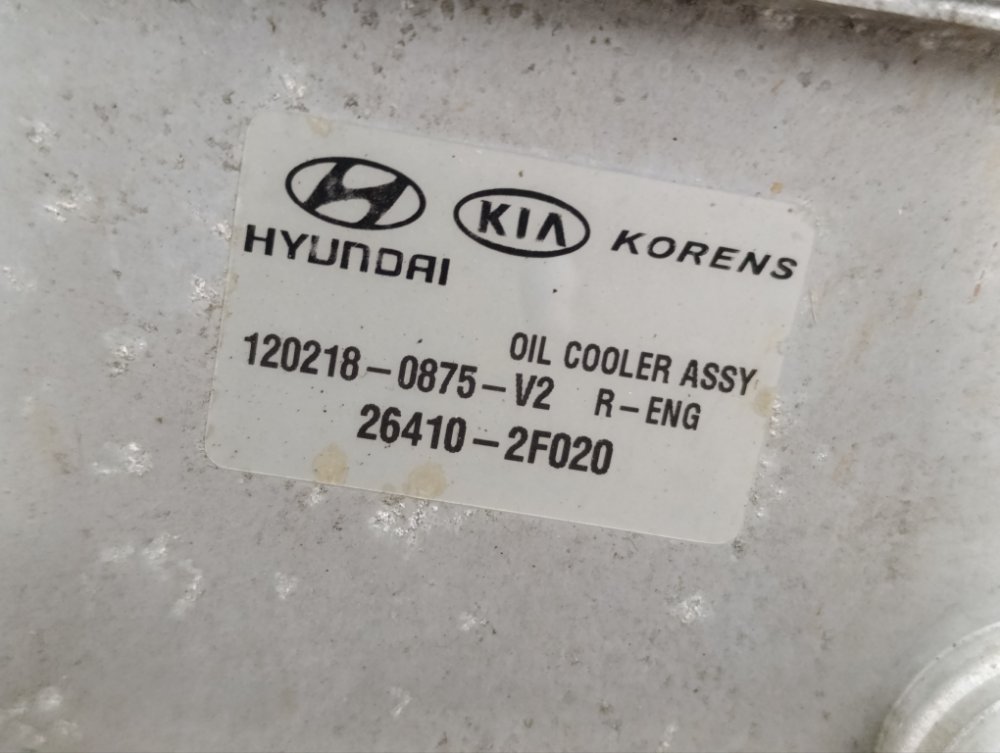 HYUNDAI KIA KORENS
OIL COOLER ASSY
120218-0875-V2 R-ENG
26410-2F020